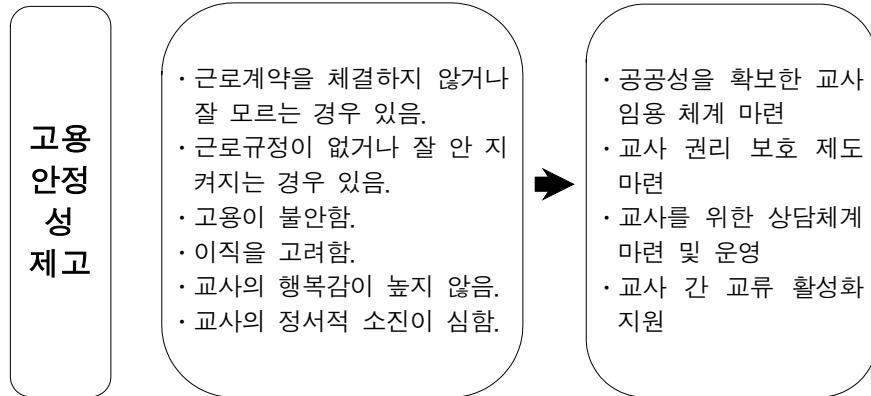 고용
안정
성
제고
· 근로계약을 체결하지 않거나
잘 모르는 경우 있음.
· 근로규정이 없거나 잘 안 지
켜지는 경우 있음.
· 고용이 불안함.
· 이직을 고려함.
· 교사의 행복감이 높지 않음.
· 교사의 정서적 소진이 심함.
· 공공성을 확보한 교사
임용 체계 마련
· 교사 권리 보호 제도
마련
· 교사를 위한 상담체계
마련 및 운영
· 교사 간 교류 활성화
지원